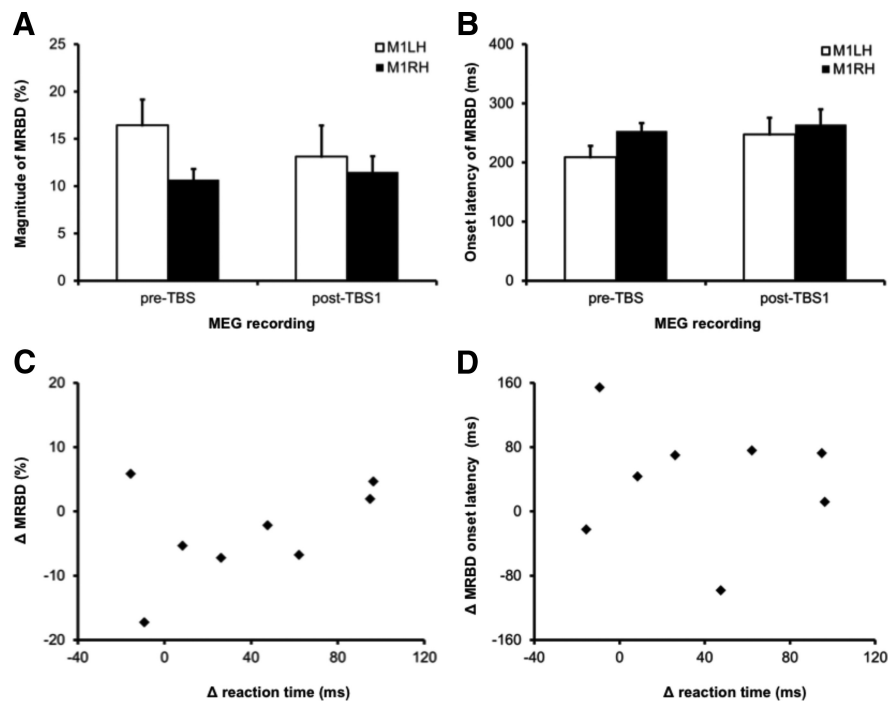 A
Magnitude of MRBD (%)
25
20
15
10
5
0
M1LH
M1RH
pre-TBS post-TBS1
MEG recording
B
Onset latency of MRBD (ms)
400
300
200
100
0
M1LH
M1RH
pre-TBS post-TBS1
MEG recording
C
Δ MRBD (%)
20
10
0
-10
-20
-40 0 40 80 120
Δ reaction time (ms)
D
Δ MRBD onset latency (ms)
160
80
0
-80
-160
-40 0 40 80 120
Δ reaction time (ms)